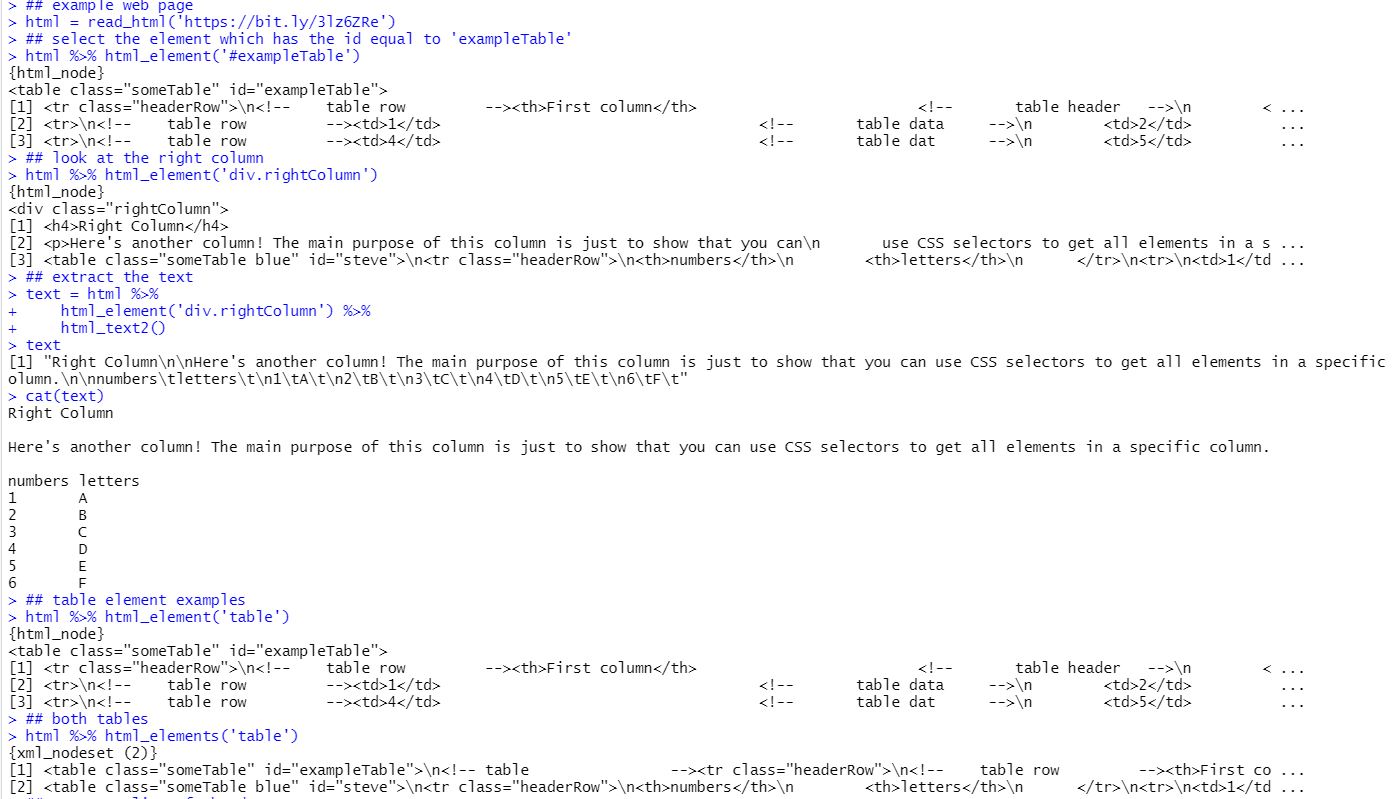 > ## example web page
> html = read_html('https://bit.ly/3lz6ZRe')
> ## select the element which has the id equal to 'exampleTable'
> html %>% html_element('#exampleTable')
{html_node}
<table class="someTable" id="exampleTable">
[1] <tr class="headerRow">\n<!--    table row         --><th>First column</th>                         <!--       table header   -->\n        < ...
[2] <tr>\n<!--    table row         --><td>1</td>                                    <!--       table data     -->\n        <td>2</td>          ...
[3] <tr>\n<!--    table row         --><td>4</td>                                    <!--       table dat      -->\n        <td>5</td>          ...
> ## look at the right column
> html %>% html_element('div.rightColumn')
{html_node}
<div class="rightColumn">
[1] <h4>Right Column</h4>
[2] <p>Here's another column! The main purpose of this column is just to show that you can\n       use CSS selectors to get all elements in a s ...
[3] <table class="someTable blue" id="steve">\n<tr class="headerRow">\n<th>numbers</th>\n        <th>letters</th>\n      </tr>\n<tr>\n<td>1</td ...
> ## extract the text
> text = html %>%
+     html_element('div.rightColumn') %>%
+     html_text2()
> text
[1] "Right Column\n\nHere's another column! The main purpose of this column is just to show that you can use CSS selectors to get all elements in a specific
olumn.\n\nnumbers\tletters\t\n1\tA\t\n2\tB\t\n3\tC\t\n4\tD\t\n5\tE\t\n6\tF\t"
> cat(text)
Right Column
Here's another column! The main purpose of this column is just to show that you can use CSS selectors to get all elements in a specific column.
numbers letters
1       A
2       B
3       C
4       D
5       E
6       F
> ## table element examples
> html %>% html_element('table')
{html_node}
<table class="someTable" id="exampleTable">
[1] <tr class="headerRow">\n<!--    table row         --><th>First column</th>                         <!--       table header   -->\n        < ...
[2] <tr>\n<!--    table row         --><td>1</td>                                    <!--       table data     -->\n        <td>2</td>          ...
[3] <tr>\n<!--    table row         --><td>4</td>                                    <!--       table dat      -->\n        <td>5</td>          ...
> ## both tables
> html %>% html_elements('table')
{xml_nodeset (2)}
[1] <table class="someTable" id="exampleTable">\n<!-- table                --><tr class="headerRow">\n<!--    table row         --><th>First co ...
[2] <table class="someTable blue" id="steve">\n<tr class="headerRow">\n<th>numbers</th>\n        <th>letters</th>\n      </tr>\n<tr>\n<td>1</td ...